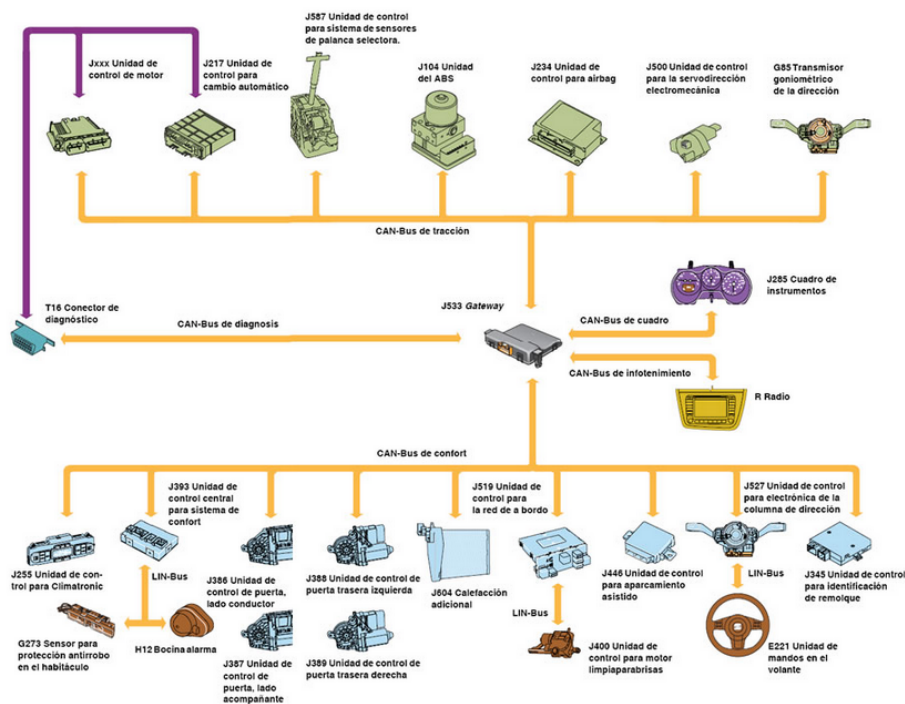 J587 Unidad de control
para sistema de sensores
de palanca selectora.
Jxxx Unidad de
control de motor
J217 Unidad de
control para
cambio automático
J104 Unidad
del ABS
J234 Unidad de
control para airbag
J500 Unidad de control
para la servodirección
electromecánica
G85 Transmisor
goniométrico
de la dirección
CAN-Bus de tracción
T16 Conector de
diagnóstico
CAN-Bus de diagnosis
J533 Gateway
J285 Cuadro de
instrumentos
CAN-Bus de cuadro
CAN-Bus de infotenimiento
R Radio
CAN-Bus de confort
J393 Unidad de
control central
para sistema de
confort
J519 Unidad de
control para
la red de a bordo
J527 Unidad de control
para electrónica de la
columna de dirección
J255 Unidad de con-
trol para Climatronic
LIN-Bus
J386 Unidad de
control de puerta,
lado conductor
J388 Unidad de control de
puerta trasera izquierda
J604 Calefacción
adicional
LIN-Bus
J446 Unidad de control
para aparcamiento
asistido
LIN-Bus
J345 Unidad de control
para identificación
de remolque
G273 Sensor para
protección antirrobo
en el habitáculo
H12 Bocina alarma
J387 Unidad de
control de
puerta, lado
acompañante
J389 Unidad de control de
puerta trasera derecha
J400 Unidad de
control para motor
limpiaparabrisas
E221 Unidad de
mandos en el
volante